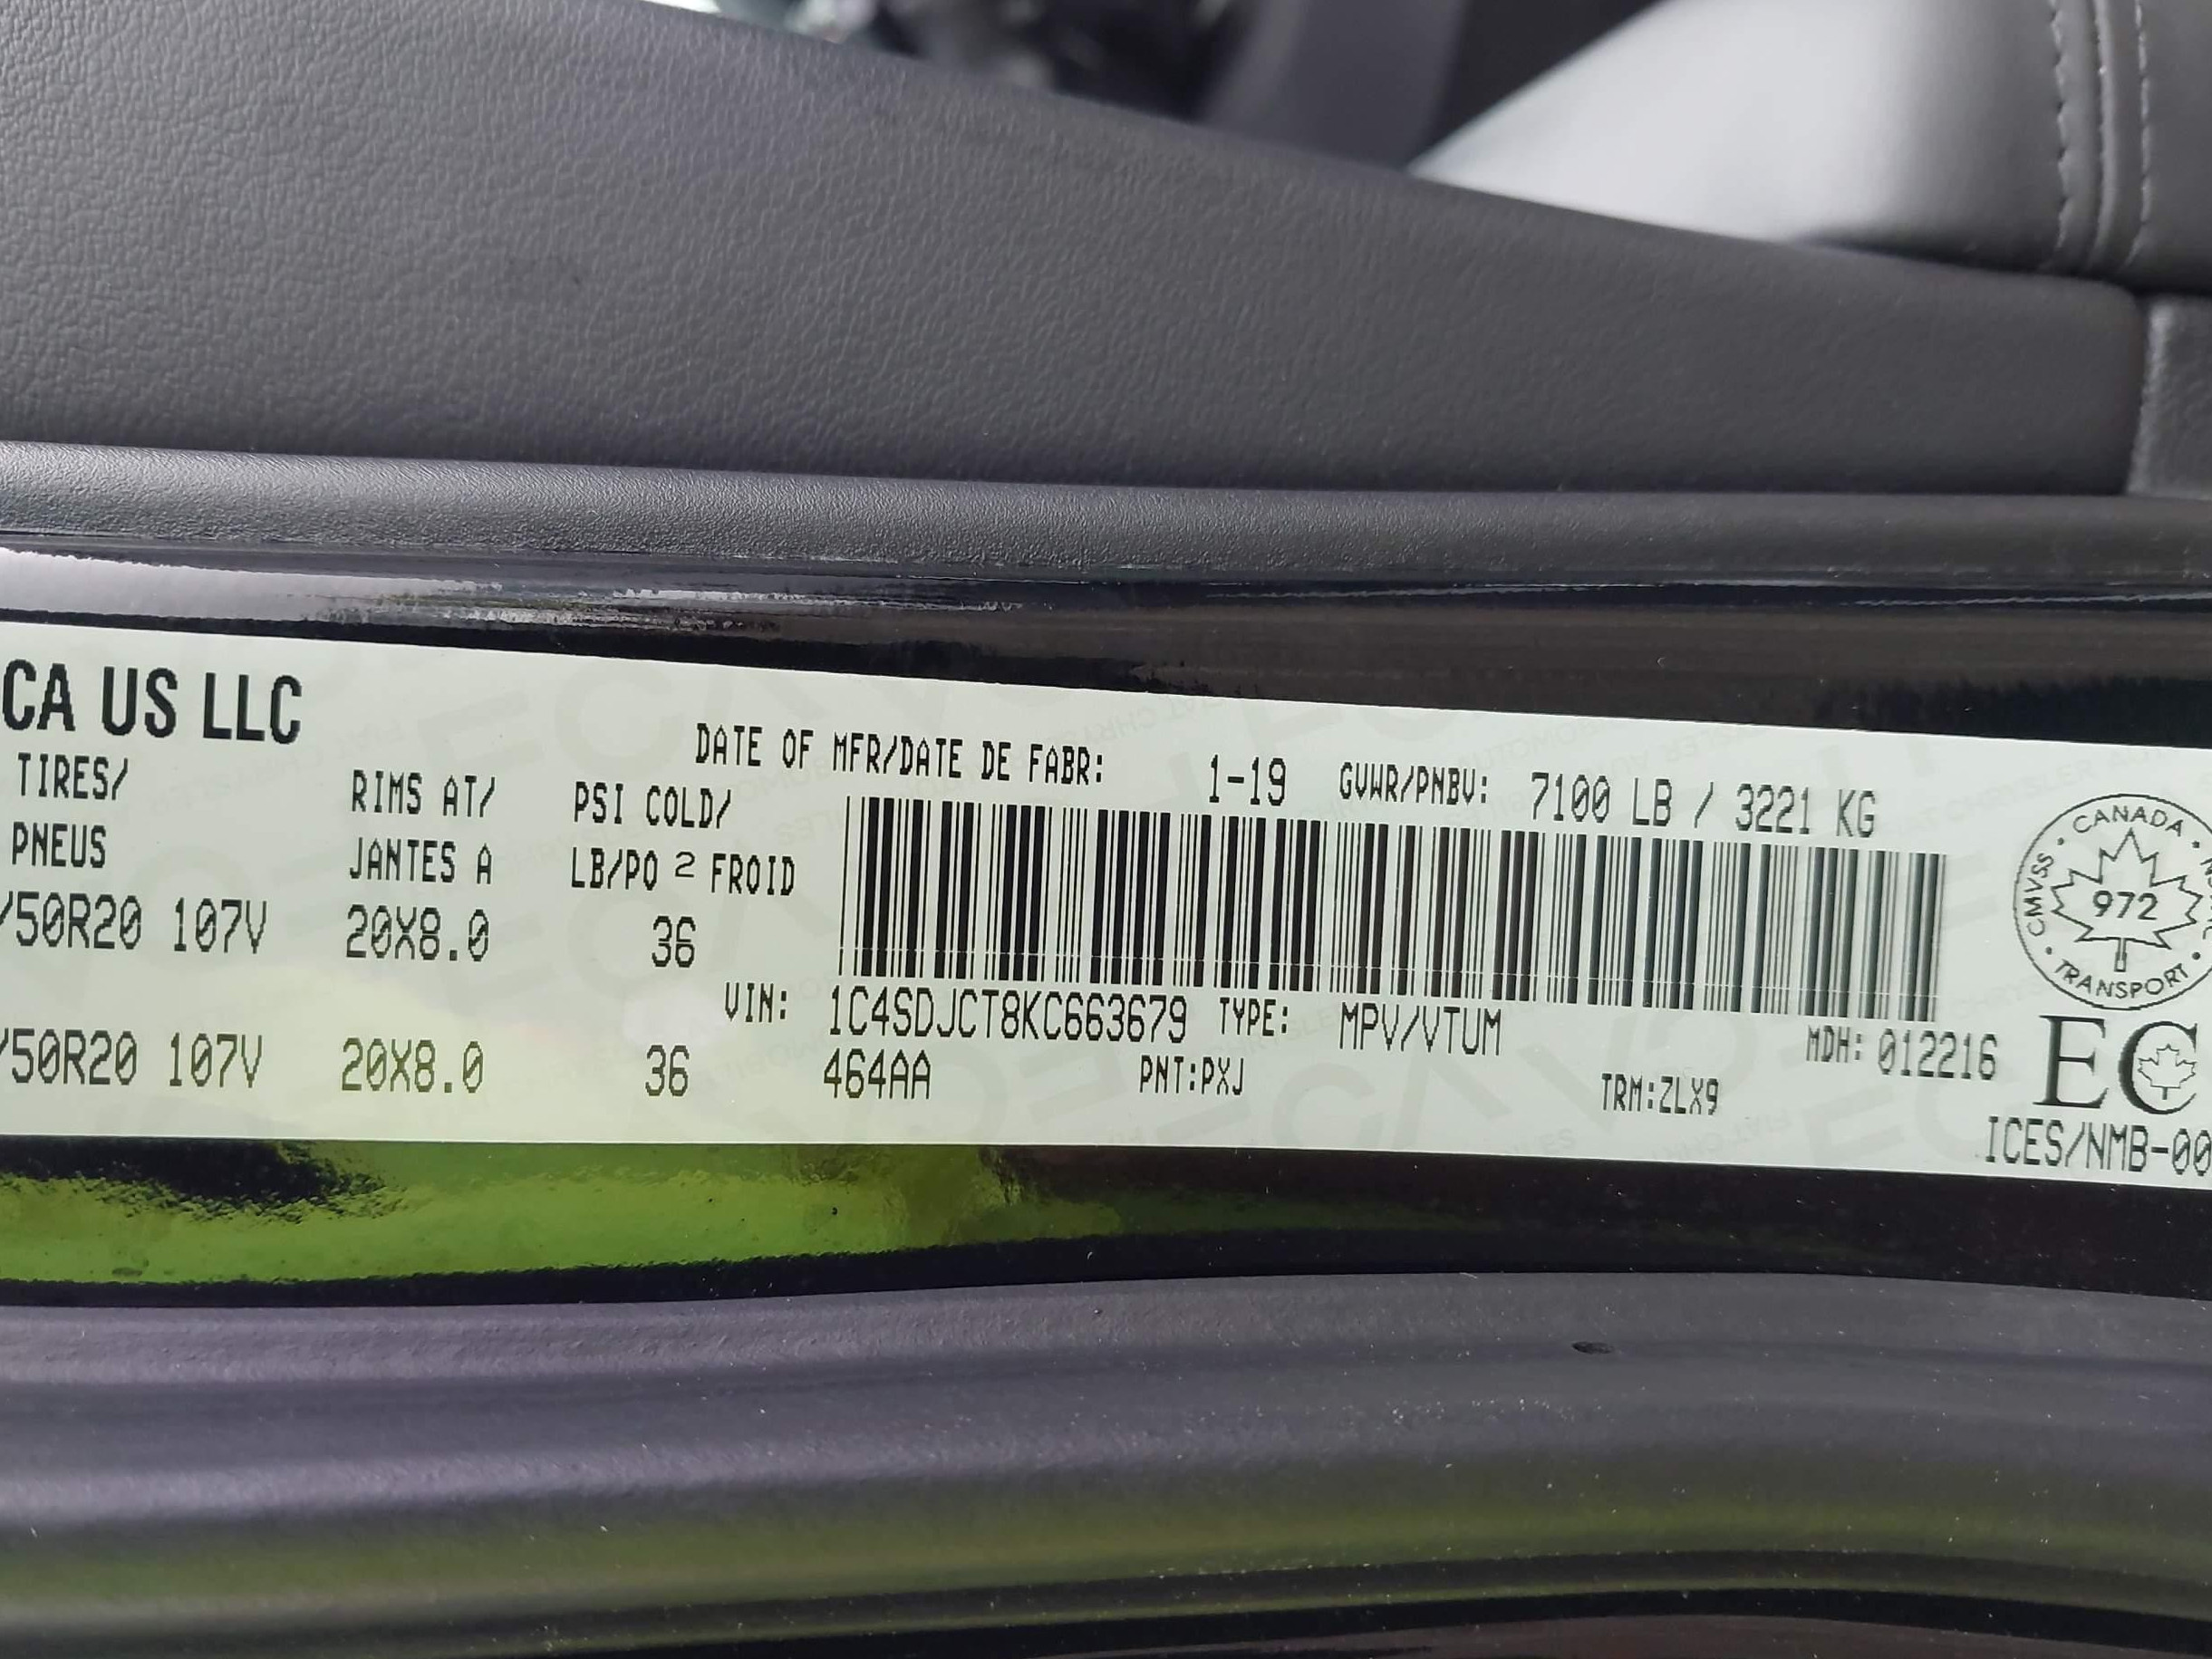 CA US LLC
DATE OF MFR/DATE DE FABR: 1-19 GVWR/PNBV: 7100 LB / 3221 KG
TIRES/ RIMS AT/ PSI COLD/
PNEUS JANTES A LB/PO 2 FROID
/50R20 107V 20X8.0 36
VIN: 1C4SDJCT8KC663679 TYPE: MPV/VTUM MDH: 012216
/50R20 107V 20X8.0 36 464AA PNT:PXJ TRM:ZLX9
CANADA
CMVSS
972
TRANSPORT
EC
ICES/NMB-00